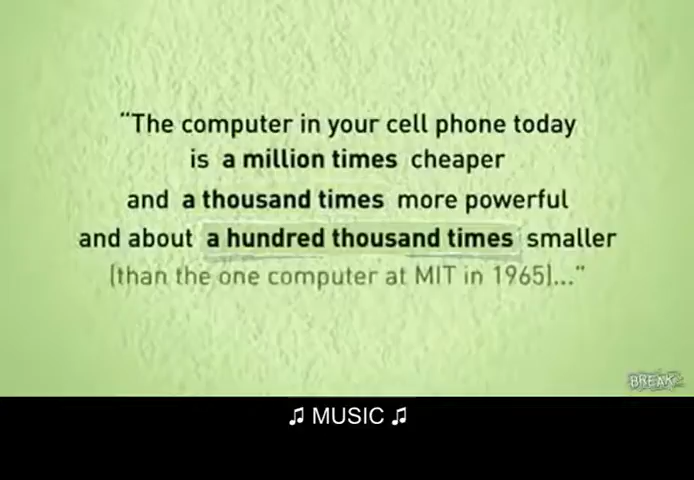 "The computer in your cell phone today
is a million times cheaper
and a thousand times more powerful
and about a hundred thousand times smaller
(than the one computer at MIT in 1965)..."
BREAK
♫ MUSIC ♫